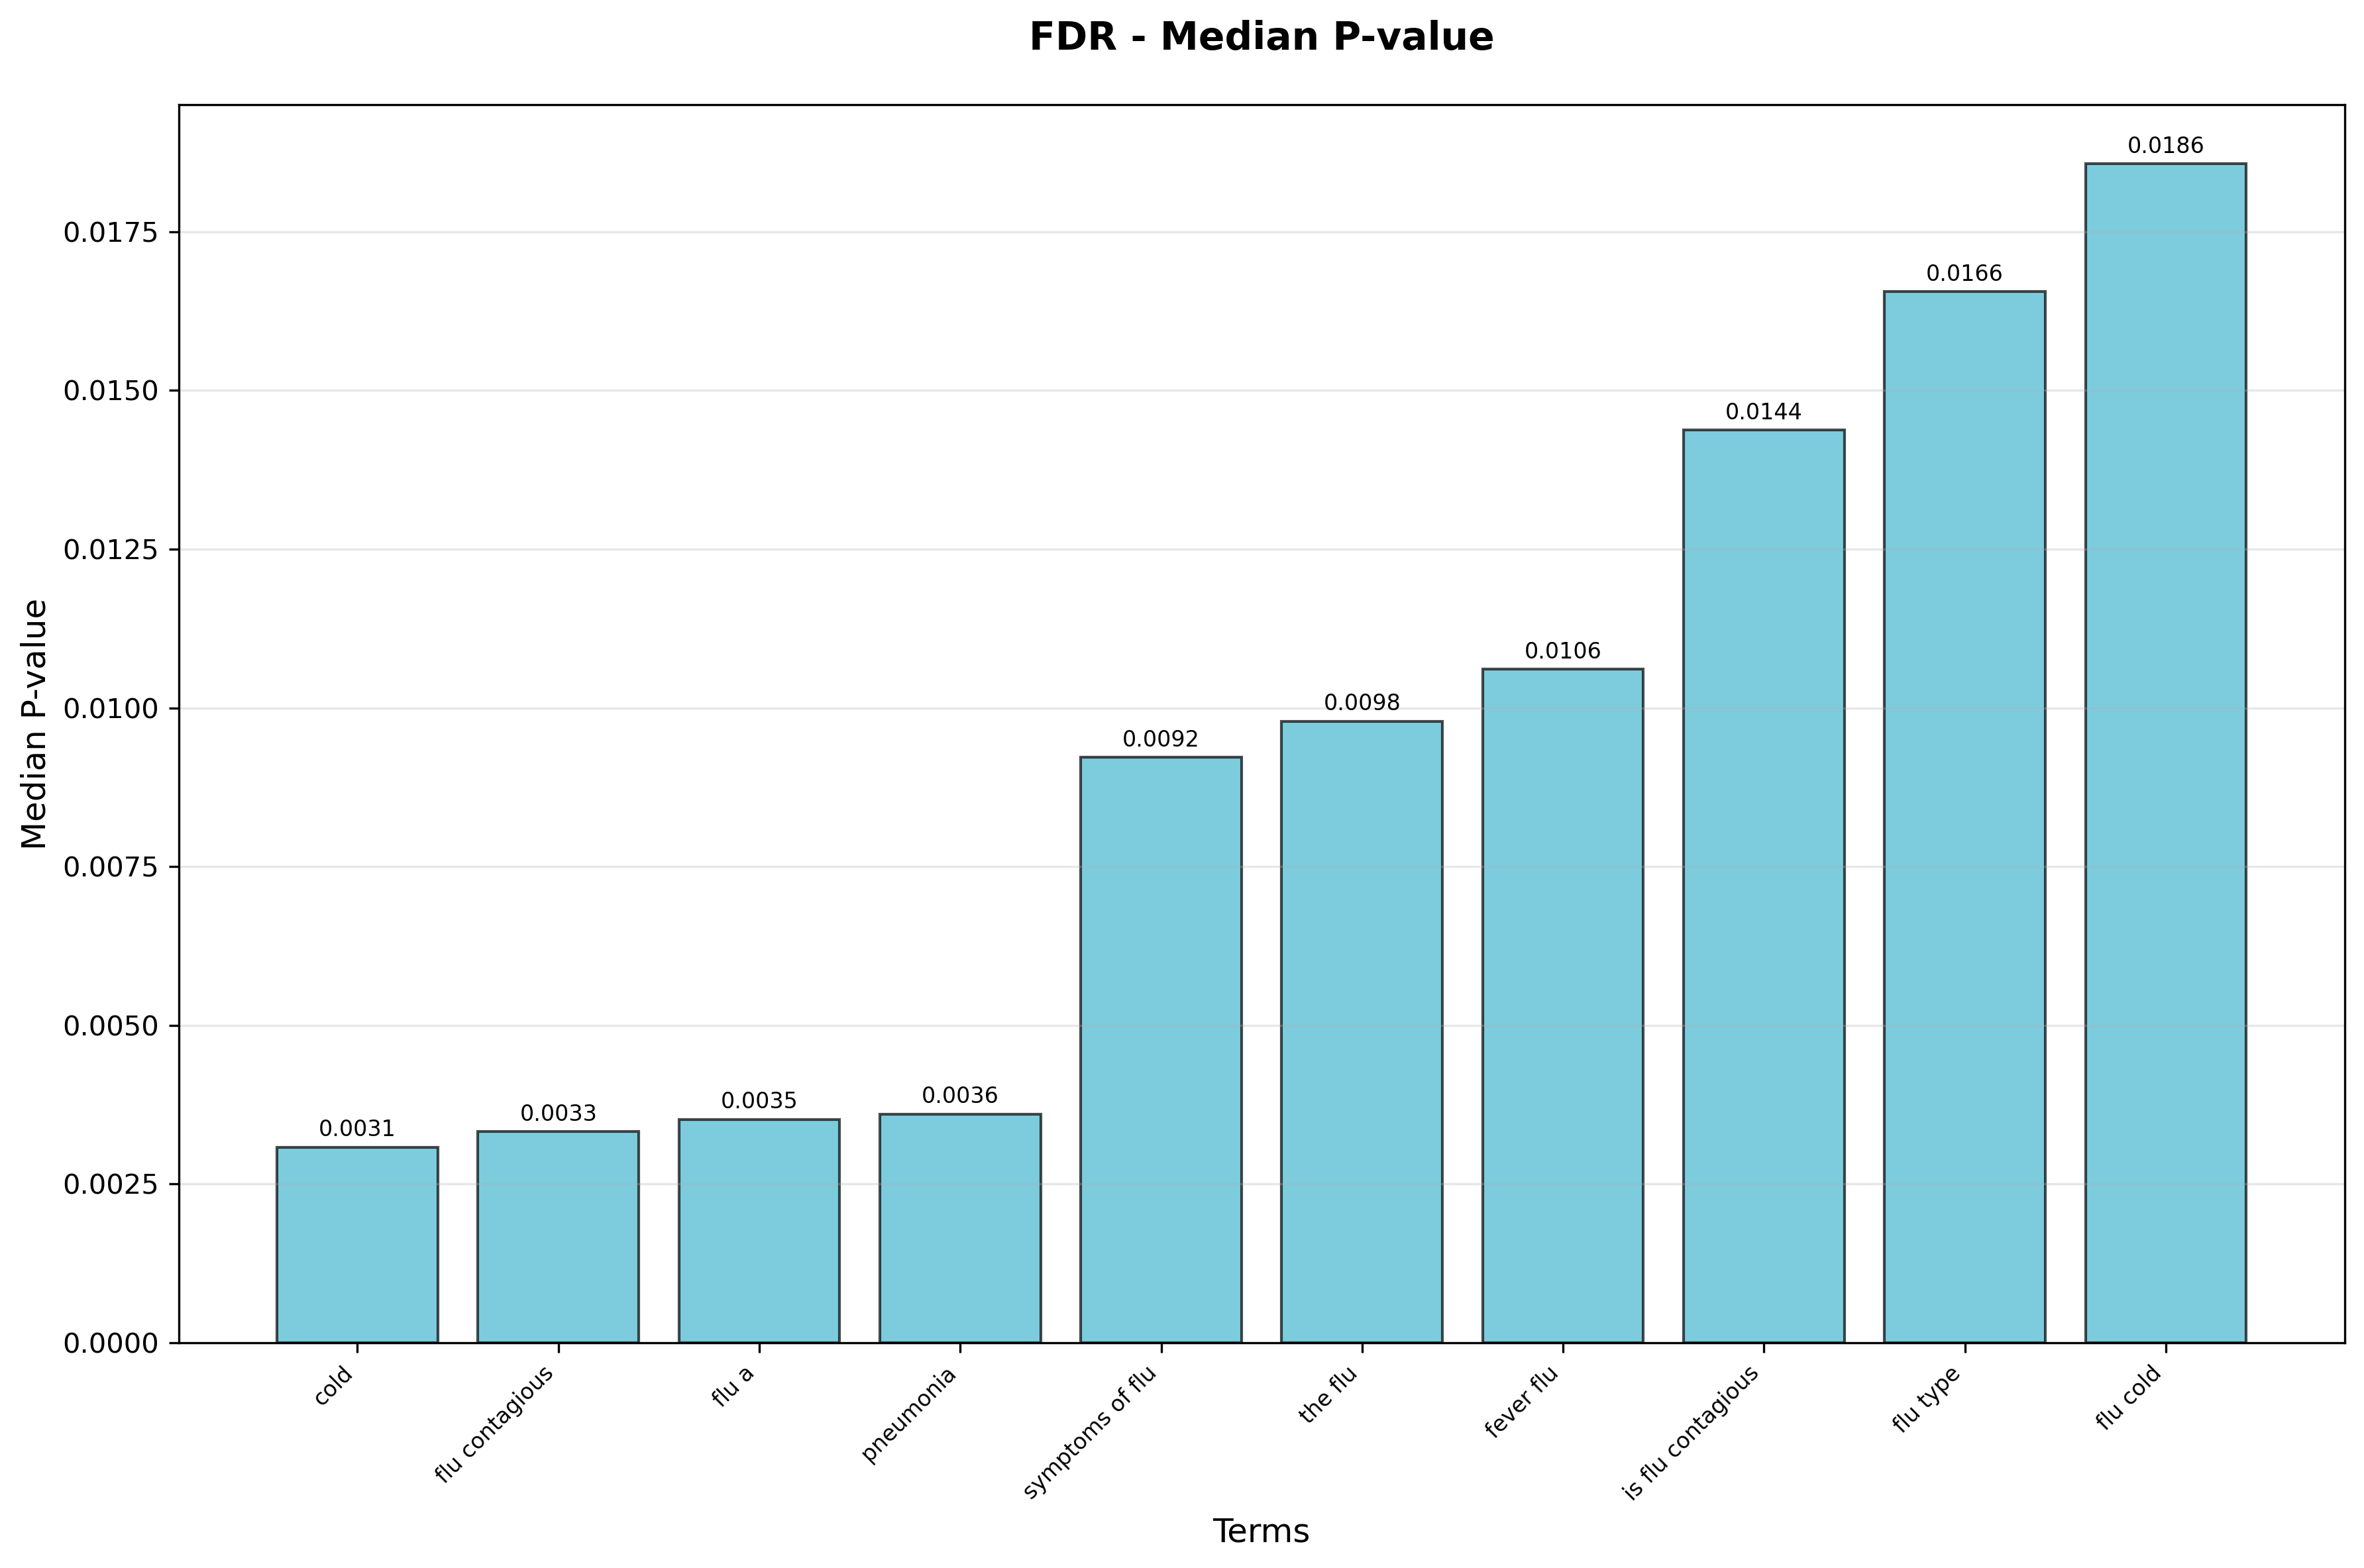 FDR - Median P-value
Median P-value
0.0175
0.0150
0.0125
0.0100
0.0075
0.0050
0.0025
0.0000
0.0031
0.0033
0.0035
0.0036
0.0092
0.0098
0.0106
0.0144
0.0166
0.0186
cold
flu contagious
flu a
pneumonia
symptoms of flu
the flu
fever flu
is flu contagious
flu type
flu cold
Terms